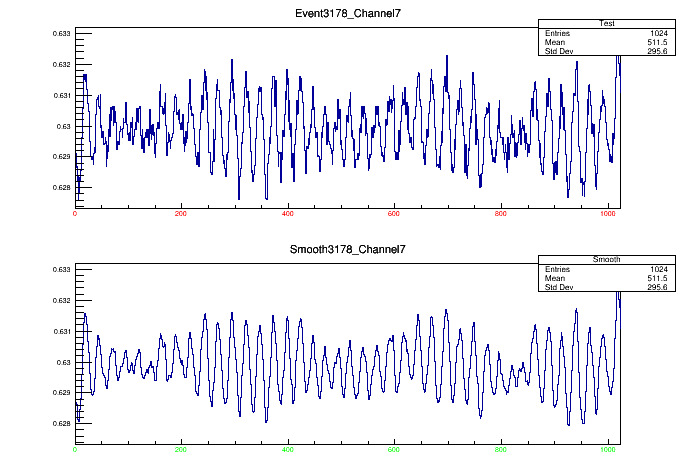 Event3178_Channel7
Test
Entries 1024
Mean 511.5
Std Dev 295.6
0.633
0.632
0.631
0.63
0.629
0.628
0 200 400 600 800 1000
Smooth3178_Channel7
Smooth
Entries 1024
Mean 511.5
Std Dev 295.6
0.633
0.632
0.631
0.63
0.629
0.628
0 200 400 600 800 1000